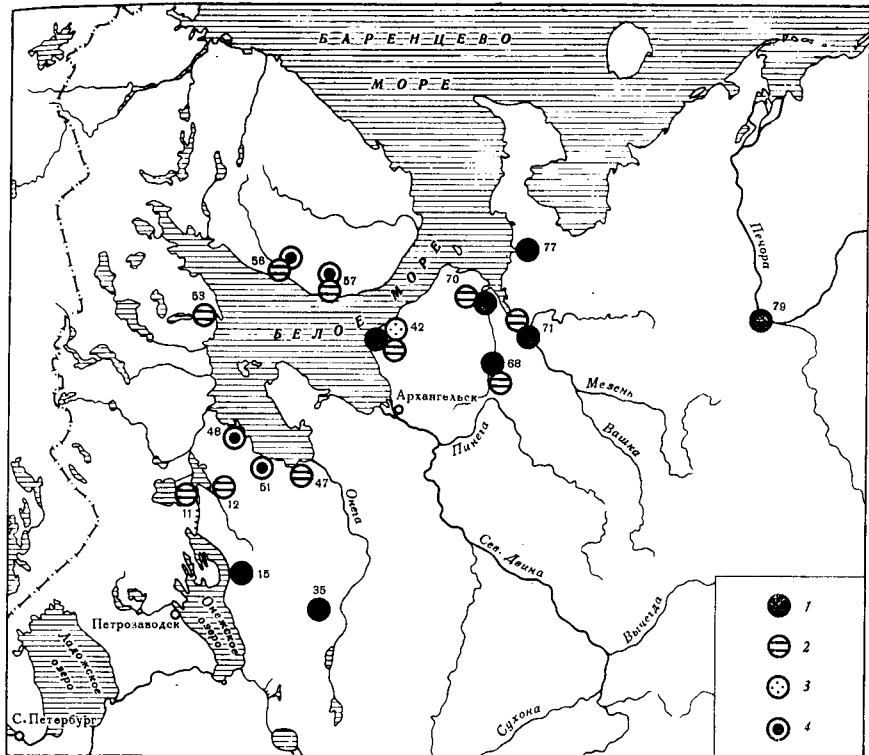 БАРЕНЦЕВО
МОРЕ
77
Печора
79
56
57
53
БЕЛОЕ МОРЕ
70
42
71
68
Архангельск
Мезень
Вашка
Пинега
48
51
47
Онега
11
12
Сев. Двина
15
35
Петрозаводск
Онежское
озеро
Ладожское
озеро
С. Петербург
Вычегда
Сухона
1
2
3
4